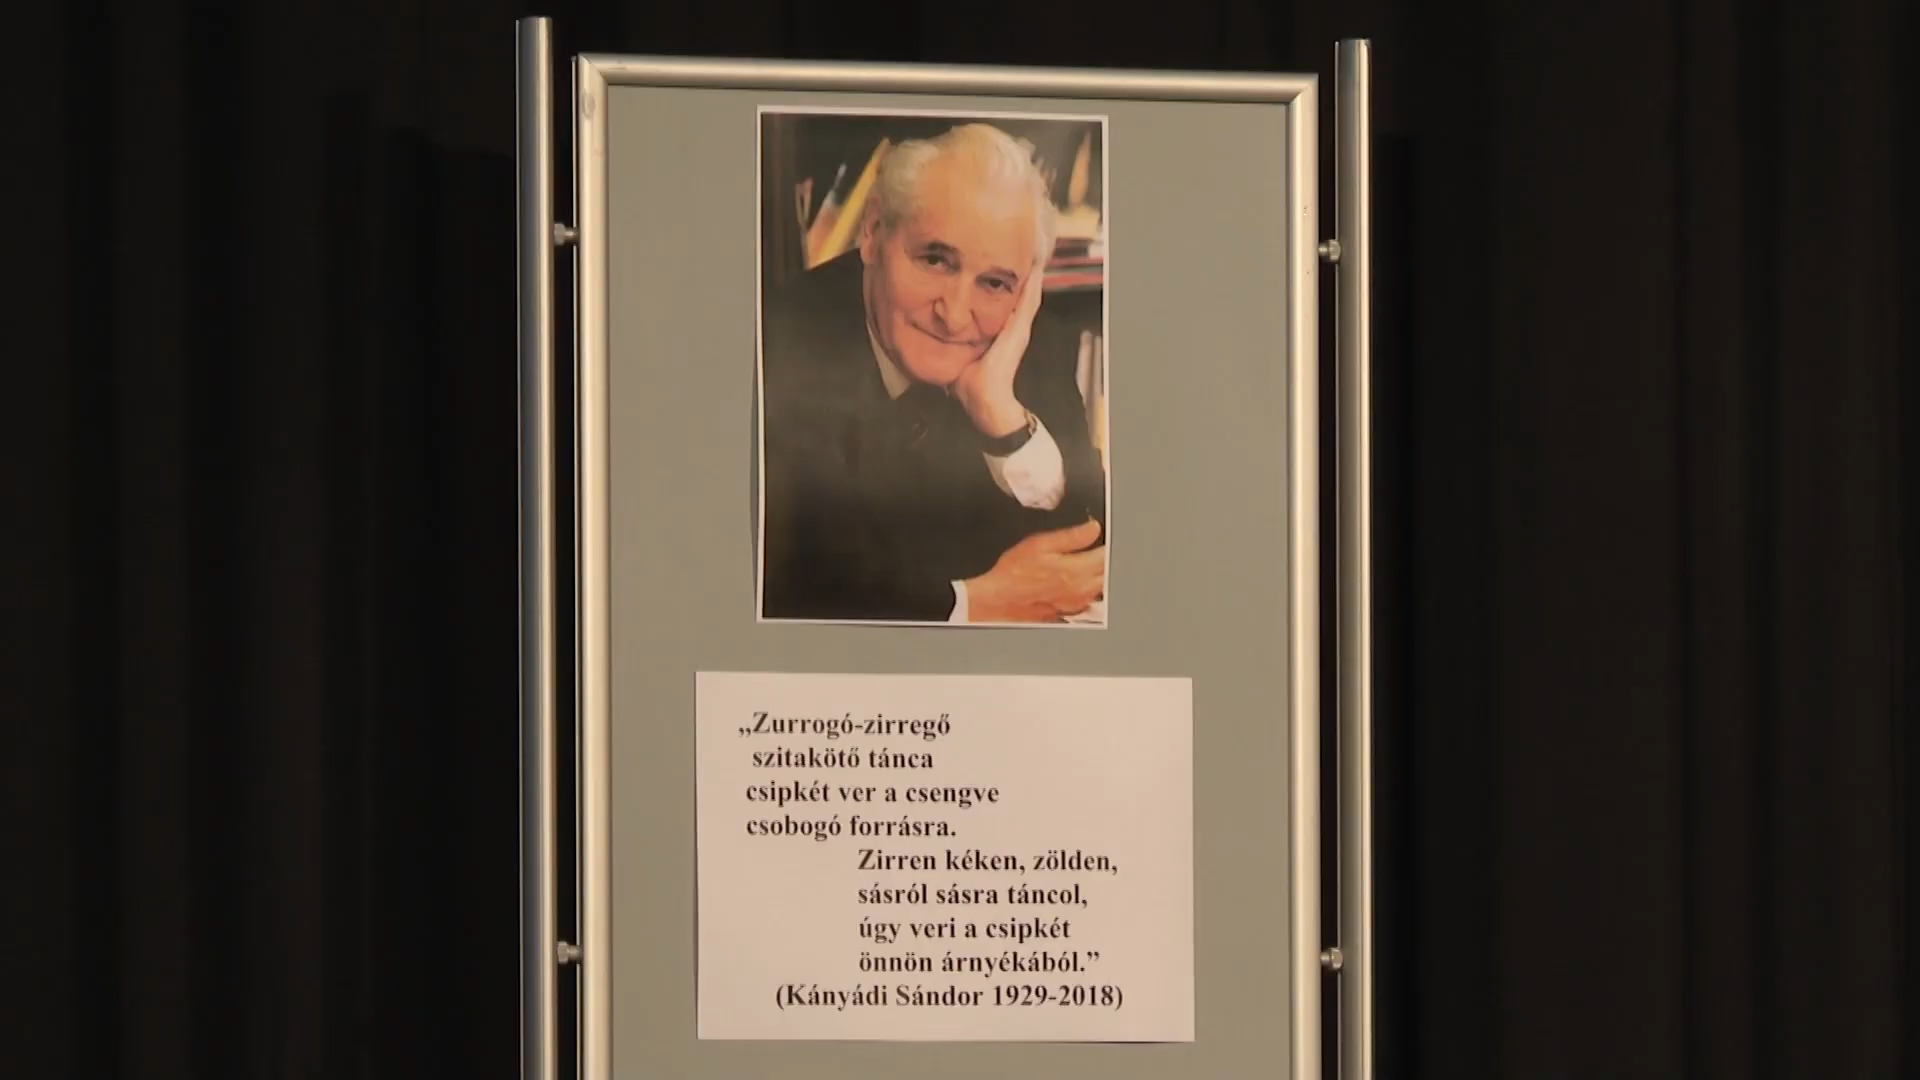 „Zurrogó-zirregő
szitakötő tánca
csipkét ver a csengve
csobogó forrásra.
Zirren kéken, zölden,
sásról sásra táncol,
úgy veri a csipkét
önnön árnyékából.”
(Kányádi Sándor 1929-2018)